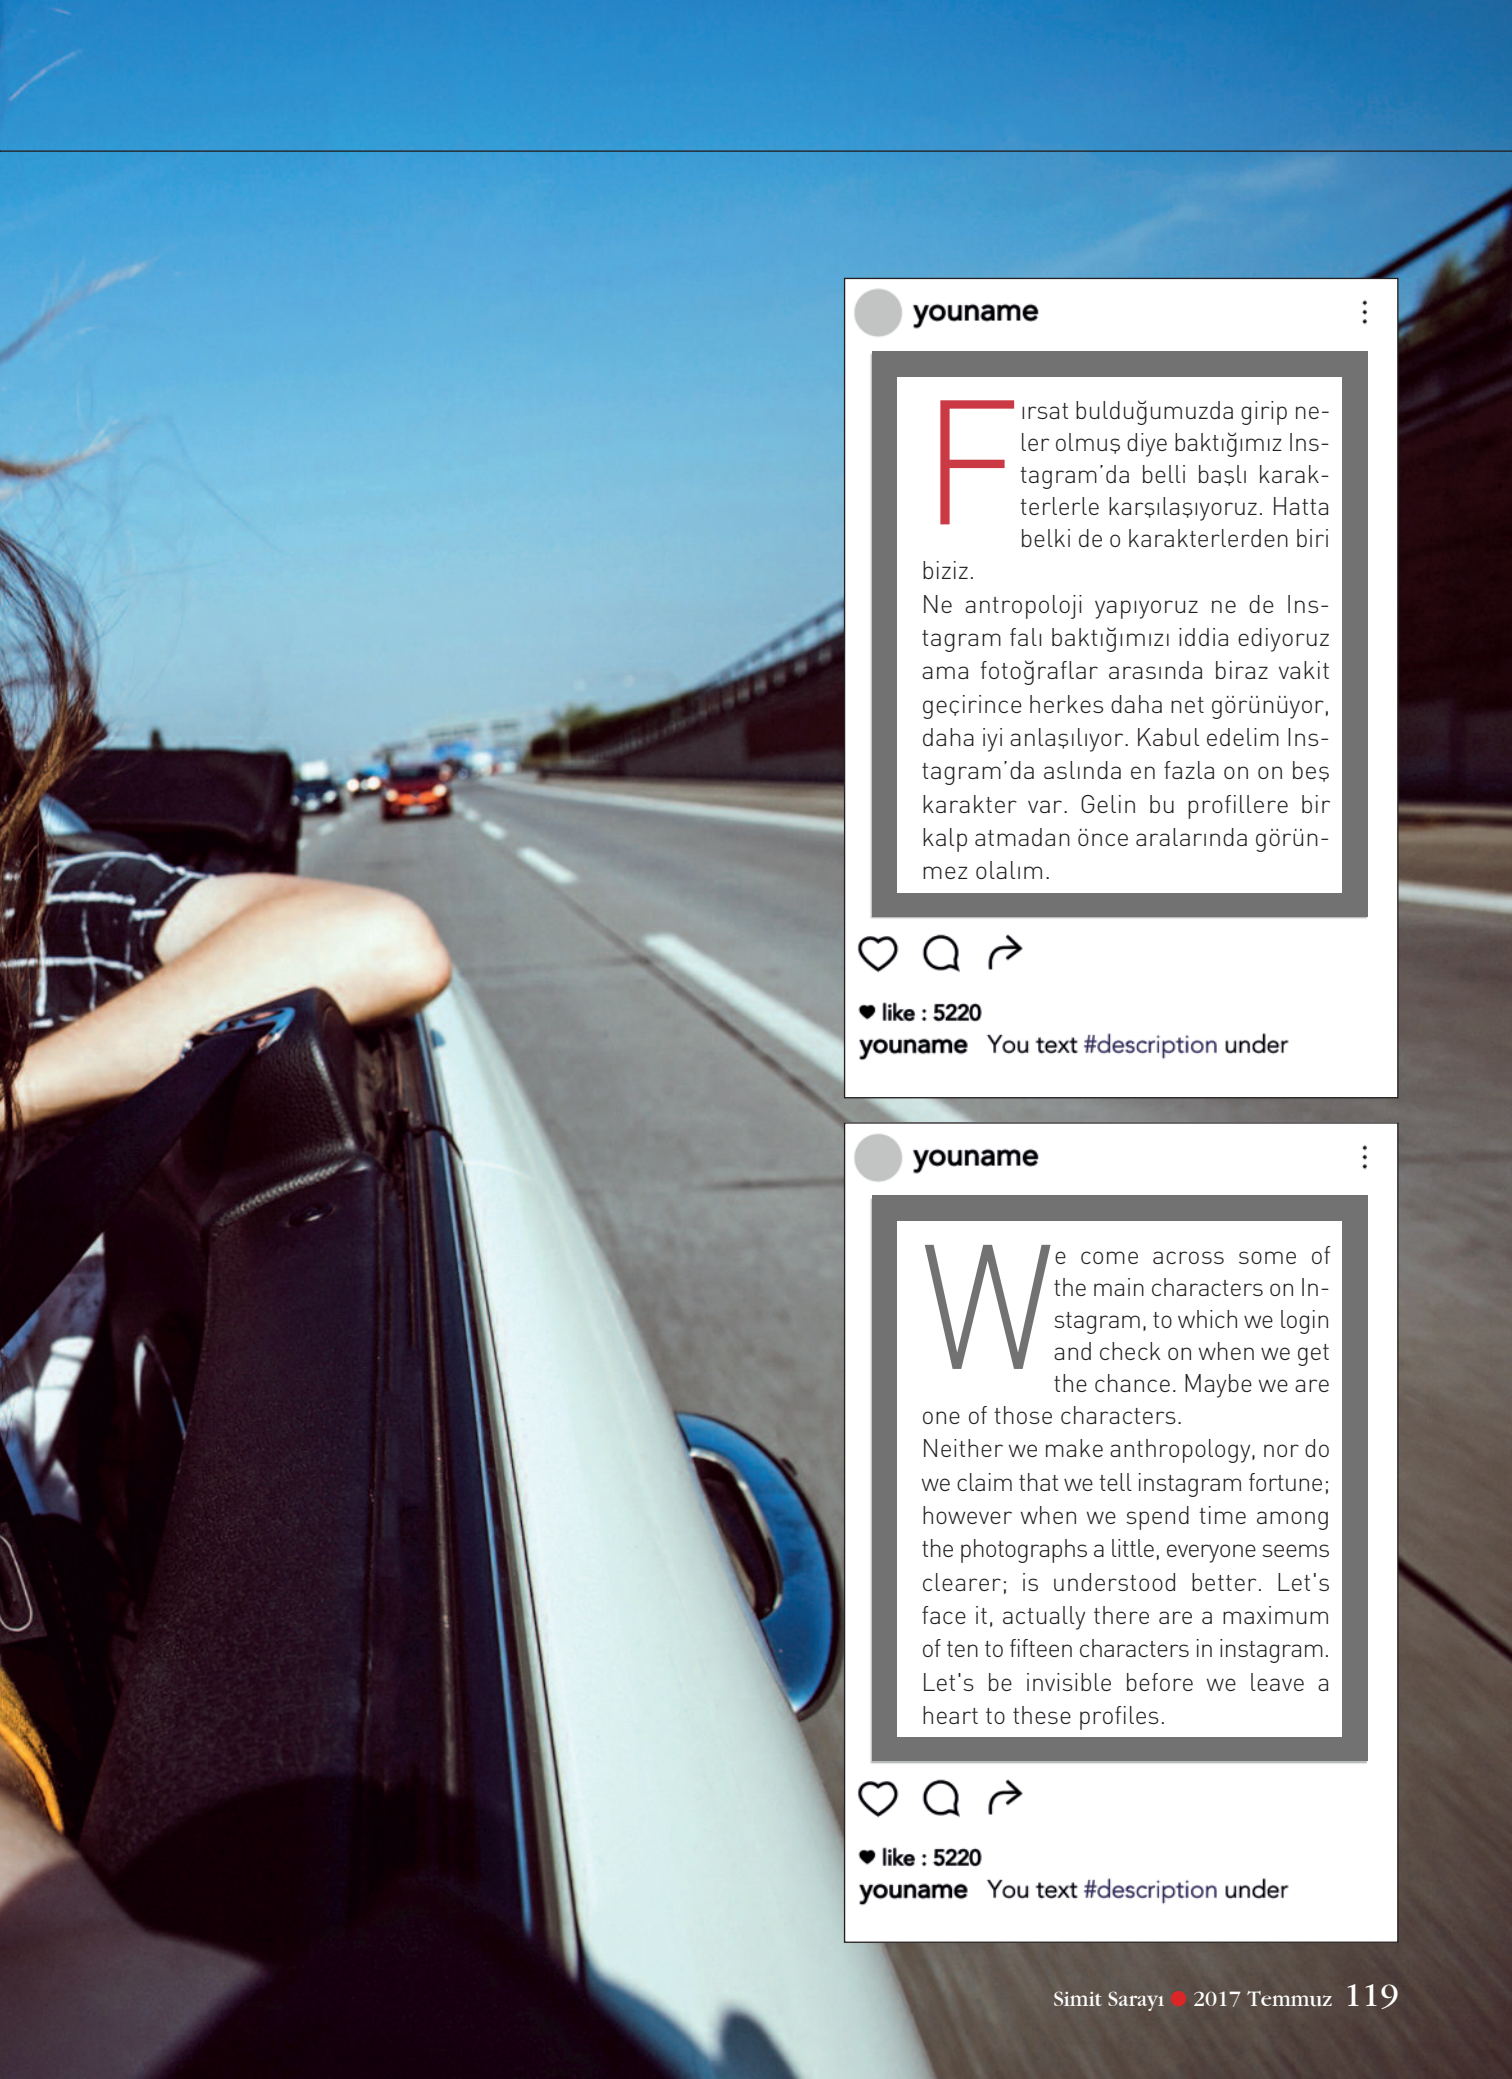 youname
Fırsat bulduğumuzda girip ne-
ler olmuş diye baktığımız Ins-
tagram'da belli başlı karak-
terlerle karşılaşıyoruz. Hatta
belki de o karakterlerden biri
biziz.
Ne antropoloji yapıyoruz ne de Ins-
tagram falı baktığımızı iddia ediyoruz
ama fotoğraflar arasında biraz vakit
geçirince herkes daha net görünüyor,
daha iyi anlaşılıyor. Kabul edelim Ins-
tagram'da aslında en fazla on on beş
karakter var. Gelin bu profillere bir
kalp atmadan önce aralarında görün-
mez olalım.
like : 5220
youname You text #description under
youname
We come across some of
the main characters on In-
stagram, to which we login
and check on when we get
the chance. Maybe we are
one of those characters.
Neither we make anthropology, nor do
we claim that we tell instagram fortune;
however when we spend time among
the photographs a little, everyone seems
clearer; is understood better. Let's
face it, actually there are a maximum
of ten to fifteen characters in instagram.
Let's be invisible before we leave a
heart to these profiles.
like : 5220
youname You text #description under
Simit Sarayı ● 2017 Temmuz 119